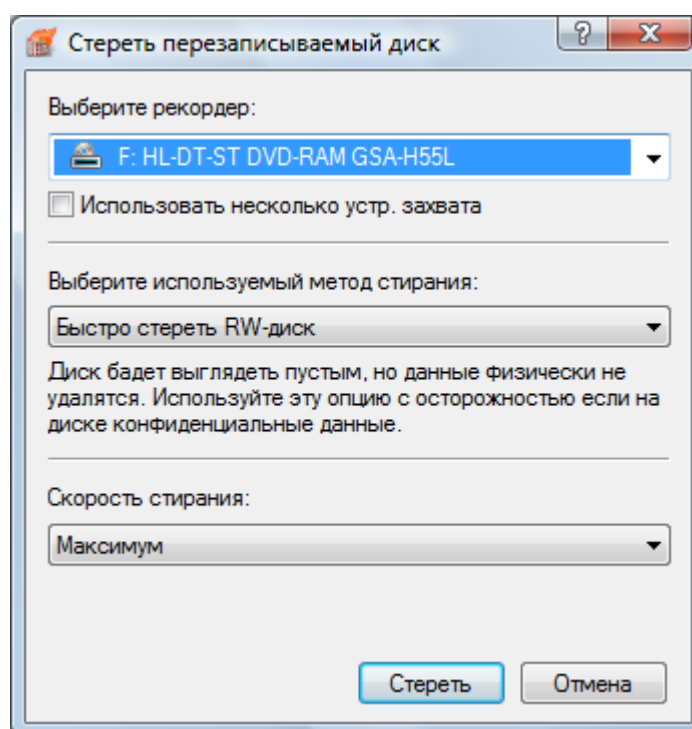 Стереть перезаписываемый диск
Выберите рекордер:
F: HL-DT-ST DVD-RAM GSA-H55L
Использовать несколько устр. захвата
Выберите используемый метод стирания:
Быстро стереть RW-диск
Диск бадет выглядеть пустым, но данные физически не
удалятся. Используйте эту опцию с осторожностью если на
диске конфиденциальные данные.
Скорость стирания:
Максимум
Стереть
Отмена